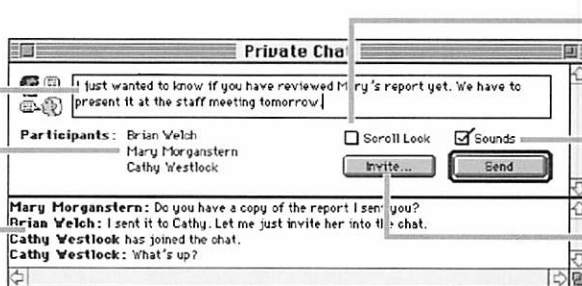 Private Chat
I just wanted to know if you have reviewed Mary's report yet. We have to
present it at the staff meeting tomorrow.
Participants: Brian Welch
Mary Morganstern
Cathy Westlook
Scroll Lock
Sounds
Invite...
Send
Mary Morganstern: Do you have a copy of the report I sent you?
Brian Welch: I sent it to Cathy. Let me just invite her into the chat.
Cathy Westlook has joined the chat.
Cathy Westlook: What's up?